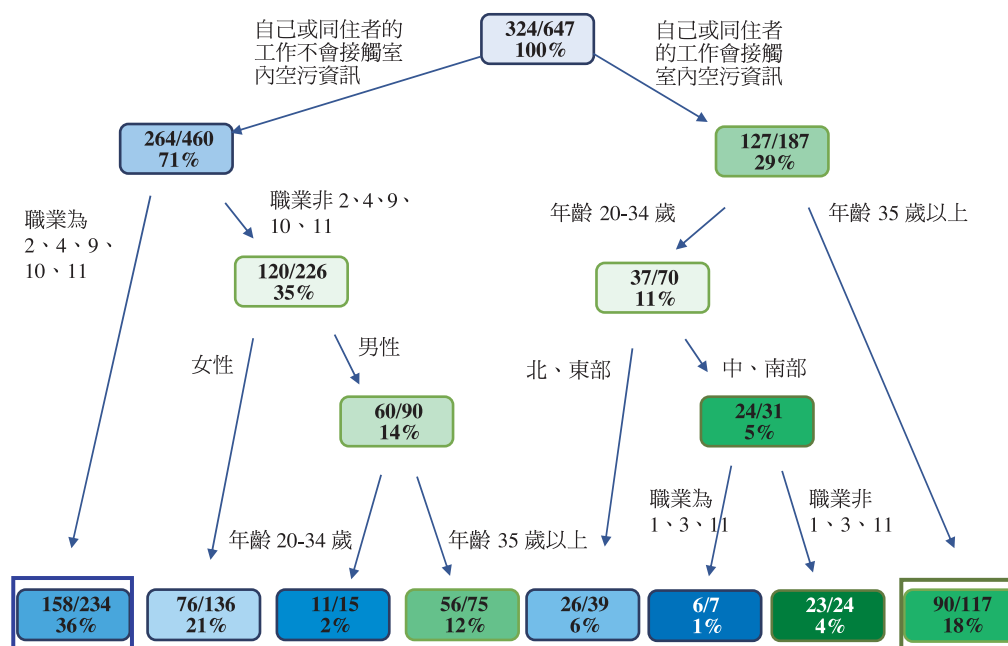 324/647
100%
自己或同住者的
工作不會接觸室
內空污資訊
自己或同住者
的工作會接觸
室內空污資訊
264/460
71%
127/187
29%
職業為
2、4、9、
10、11
職業非 2、4、9、
10、11
年齡 20-34 歲
年齡 35 歲以上
120/226
35%
37/70
11%
女性
男性
北、東部
中、南部
60/90
14%
24/31
5%
年齡 20-34 歲
年齡 35 歲以上
職業為
1、3、11
職業非
1、3、11
158/234
36%
76/136
21%
11/15
2%
56/75
12%
26/39
6%
6/7
1%
23/24
4%
90/117
18%